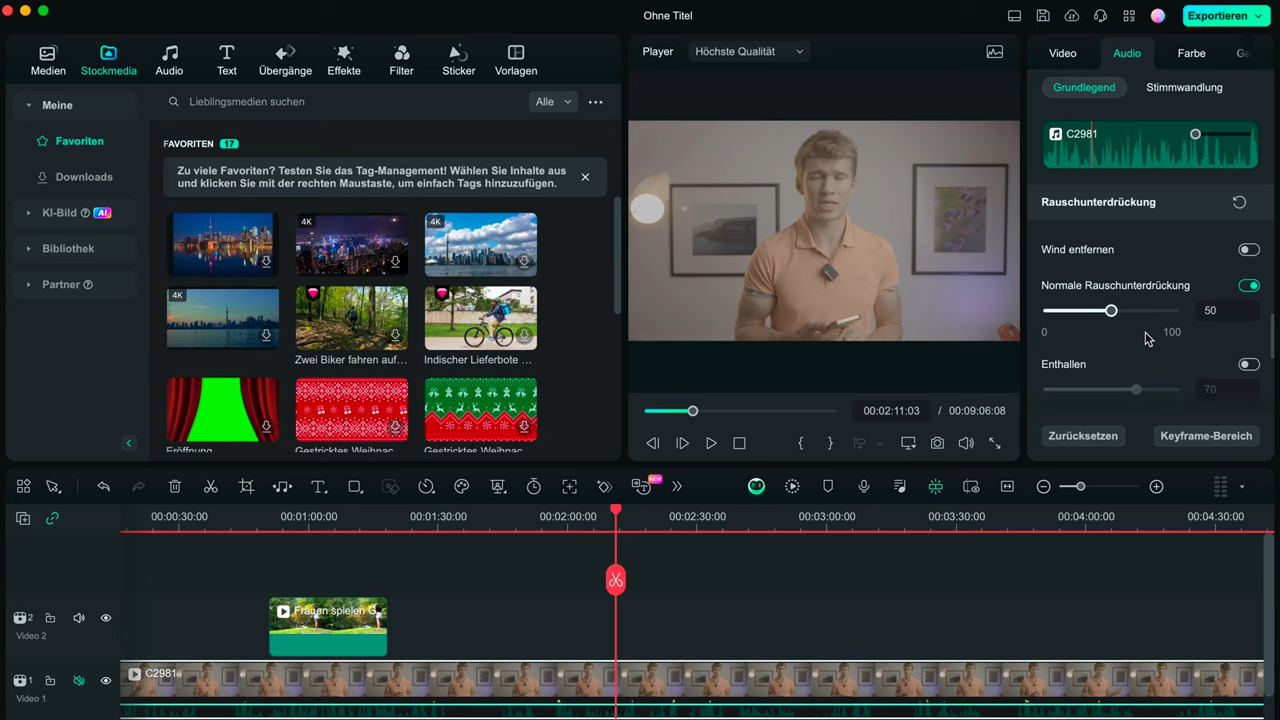 Ohne Titel
Exportieren
Medien
Stockmedia
Audio
Text
Übergänge
Effekte
Filter
Sticker
Vorlagen
Meine
Favoriten
Downloads
KI-Bild
AI
Bibliothek
Partner
Lieblingsmedien suchen
Alle
FAVORITEN 17
Zu viele Favoriten? Testen Sie das Tag-Management! Wählen Sie Inhalte aus
und klicken Sie mit der rechten Maustaste, um einfach Tags hinzuzufügen.
4K
4K
4K
Zwei Biker fahren auf...
Indischer Lieferbote ...
Eröffnung
Gestricktes Weihnac...
Gestricktes Weihnac...
Player
Höchste Qualität
00:02:11:03 / 00:09:06:08
Video
Audio
Farbe
Ge
Grundlegend
Stimmwandlung
C2981
Rauschunterdrückung
Wind entfernen
Normale Rauschunterdrückung
50
0 100
Enthallen
70
Zurücksetzen
Keyframe-Bereich
NEW
00:00:30:00
00:01:00:00
00:01:30:00
00:02:00:00
00:02:30:00
00:03:00:00
00:03:30:00
00:04:00:00
00:04:30:00
2
Video 2
Frauen spielen G
1
Video 1
C2981